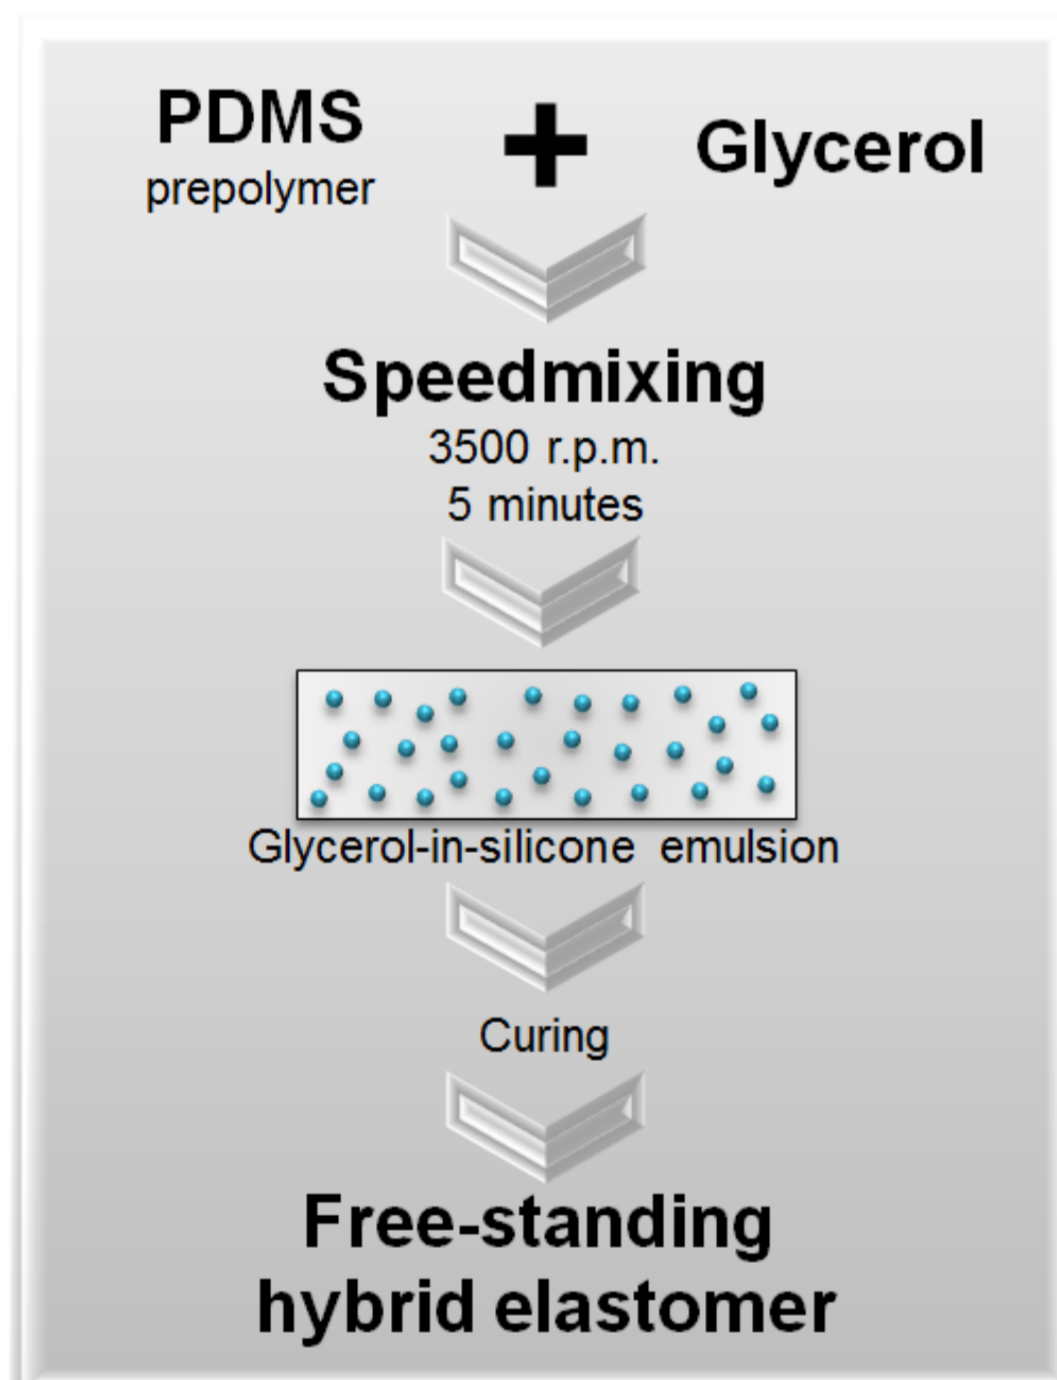 PDMS + Glycerol
prepolymer
Speedmixing
3500 r.p.m.
5 minutes
Glycerol-in-silicone emulsion
Curing
Free-standing
hybrid elastomer